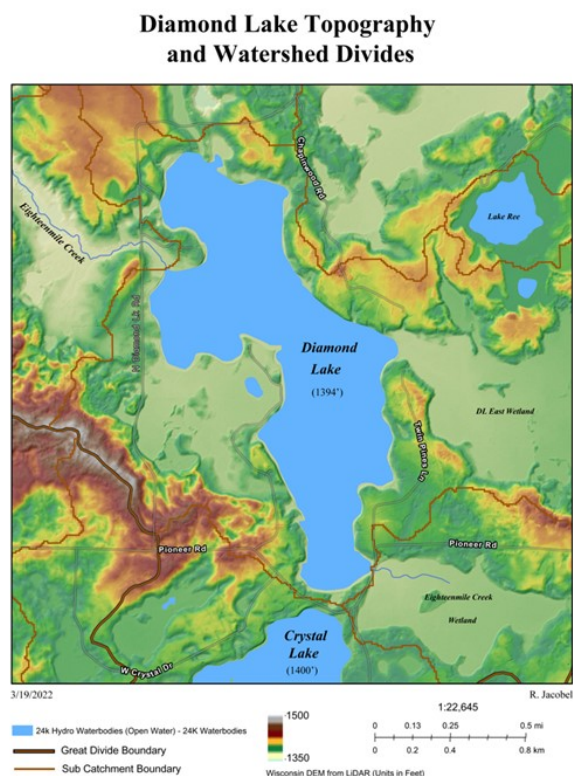 Diamond Lake Topography
and Watershed Divides
Chapinwood Rd
Lake Ree
Eighteenmile Creek
N Diamond Lk Rd
Diamond
Lake
(1394')
DL East Wetland
Twin Pines Ln
Pioneer Rd
Pioneer Rd
Eighteenmile Creek
Wetland
Crystal
Lake
(1400')
W Crystal Dr
3/19/2022
R. Jacobel
24k Hydro Waterbodies (Open Water) - 24K Waterbodies
Great Divide Boundary
Sub Catchment Boundary
1500
1350
Wisconsin DEM from LiDAR (Units in Feet)
1:22,645
0 0.13 0.25 0.5 mi
0 0.2 0.4 0.8 km